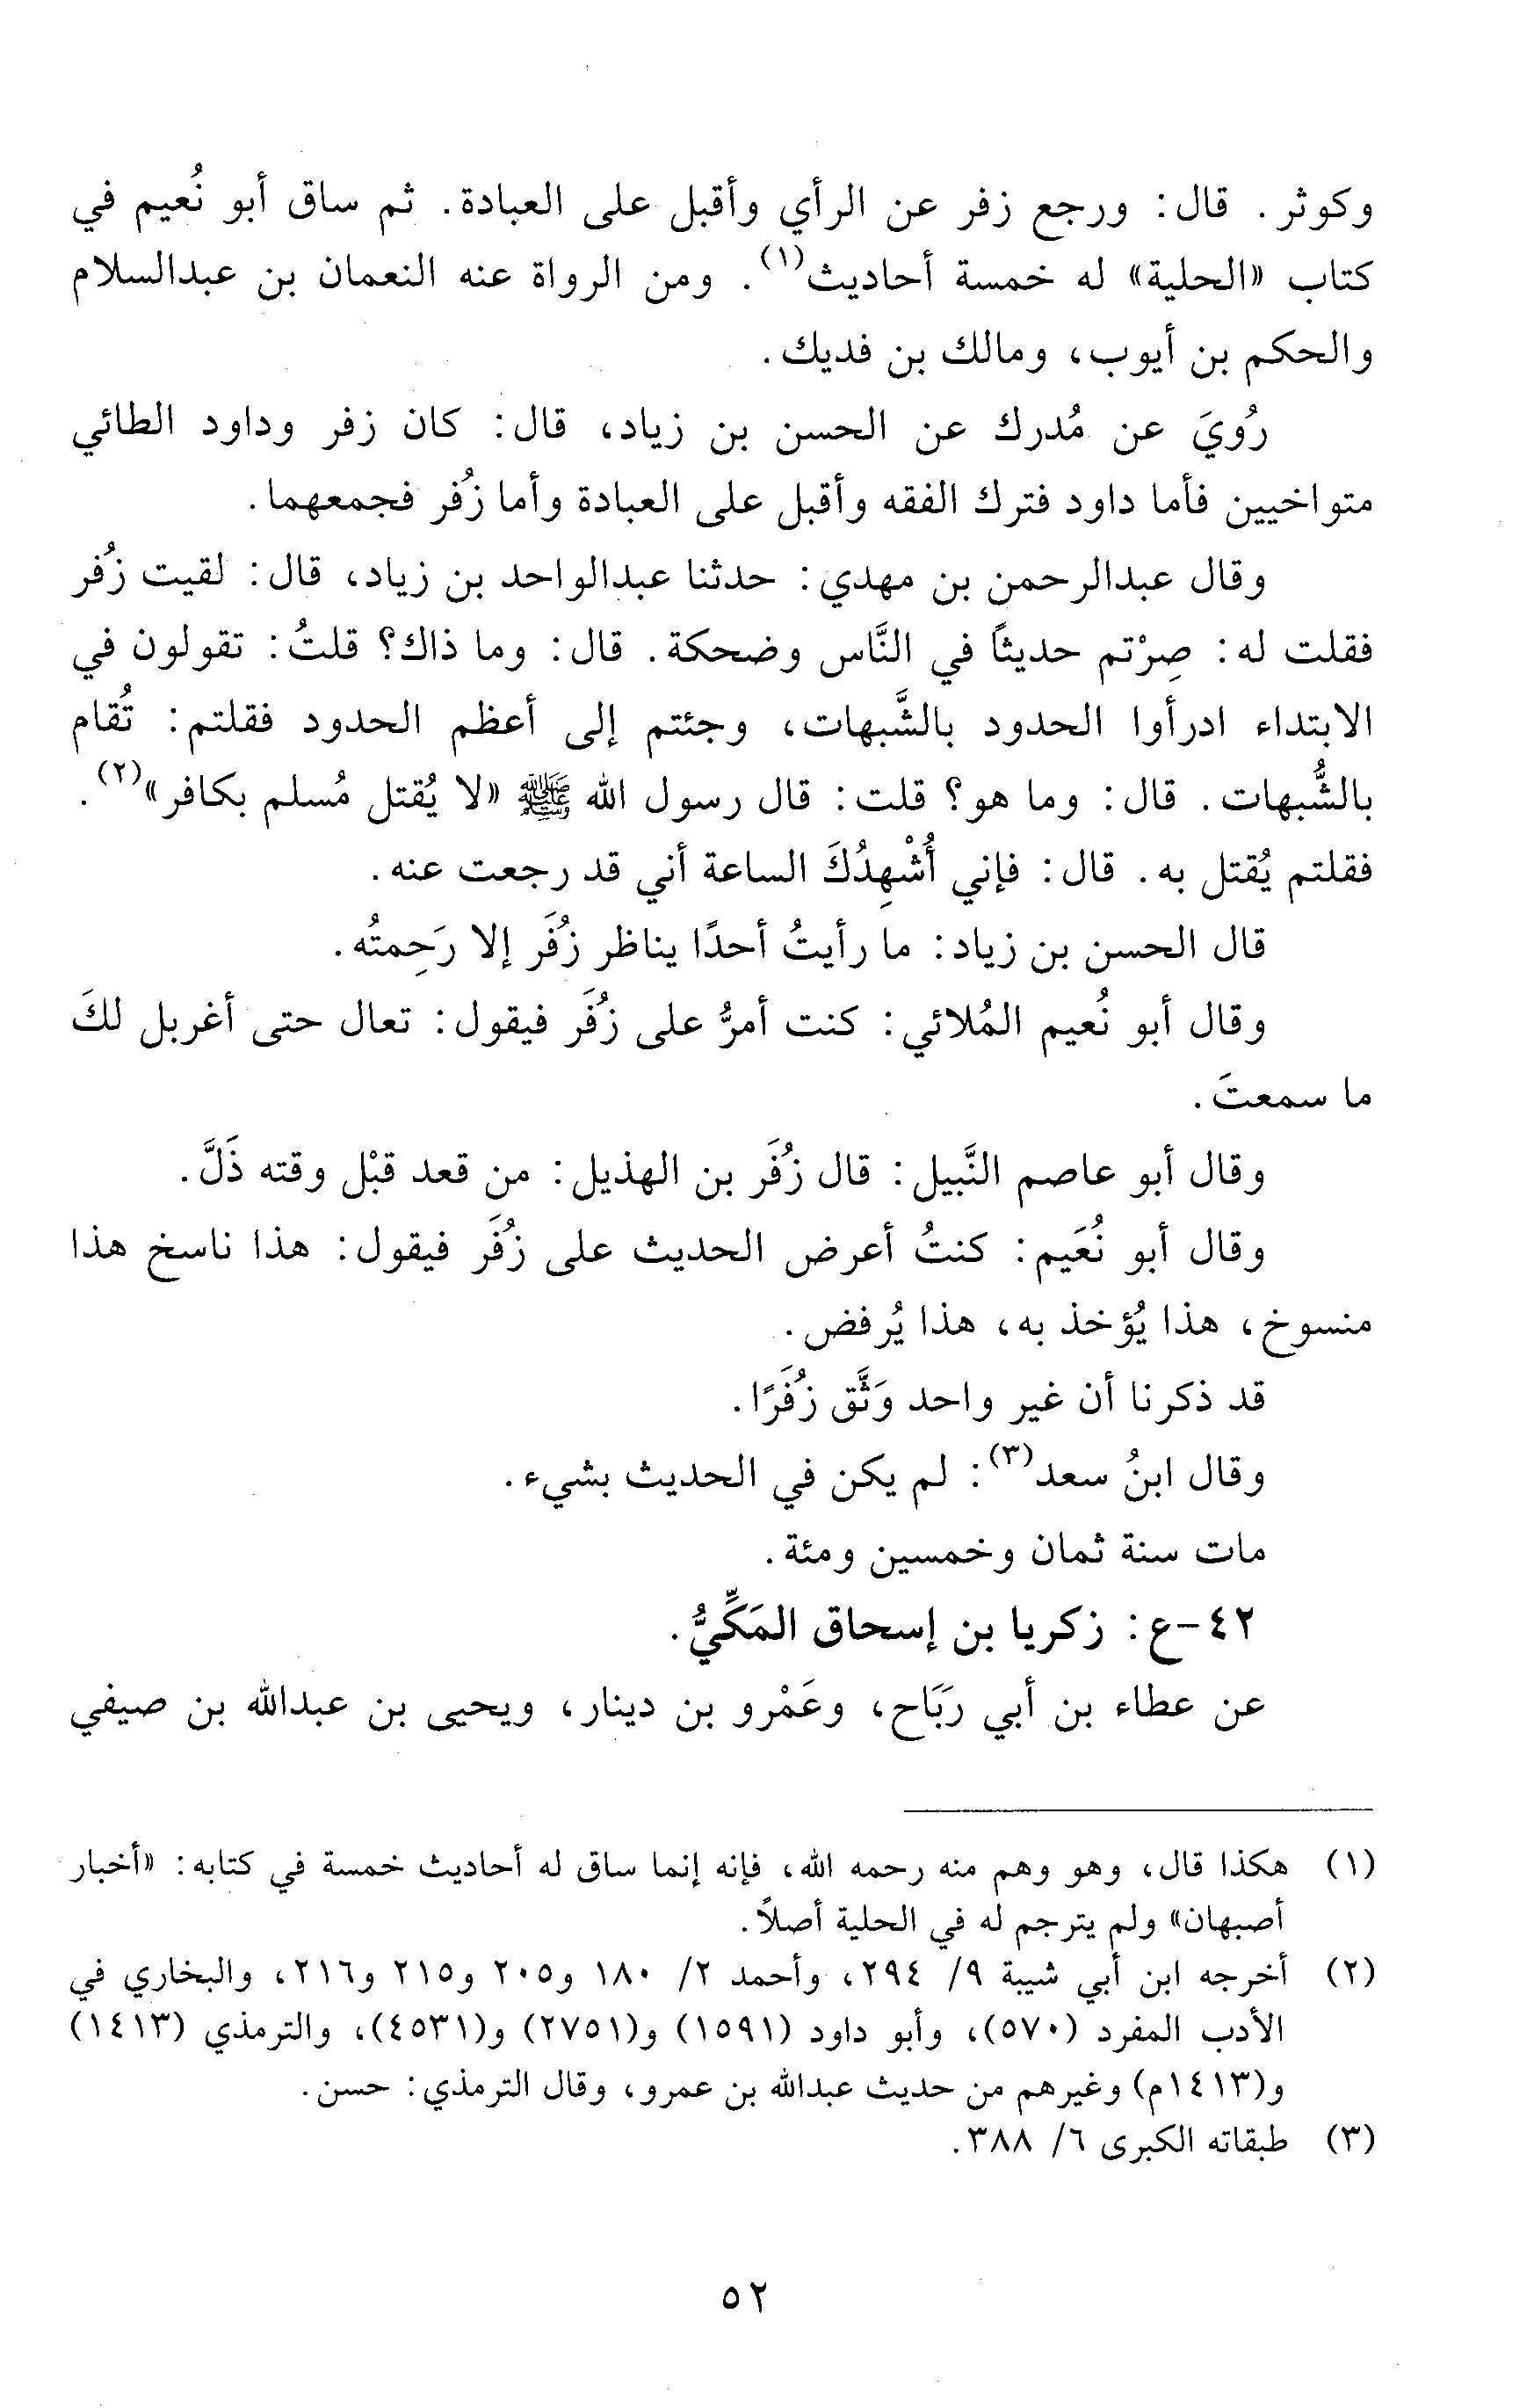 وكوثر. قال: ورجع زفر عن الرأي وأقبل على العبادة. ثم ساق أبو نُعيم في
كتاب «الحلية» له خمسة أحاديث(١). ومن الرواة عنه النعمان بن عبدالسلام
والحكم بن أيوب، ومالك بن فديك.
رُويَ عن مُدرك عن الحسن بن زياد، قال: كان زفر وداود الطائي
متواخيين فأما داود فترك الفقه وأقبل على العبادة وأما زُفر فجمعهما.
وقال عبدالرحمن بن مهدي: حدثنا عبدالواحد بن زياد، قال: لقيت زُفر
فقلت له: صِرْتم حديثاً في النَّاس وضحكة. قال: وما ذاك؟ قلتُ: تقولون في
الابتداء ادرأوا الحدود بالشَّبهات، وجئتم إلى أعظم الحدود فقلتم: تُقام
بالشُّبهات. قال: وما هو؟ قلت: قال رسول الله ﷺ «لا يُقتل مُسلم بكافر»(٢).
فقلتم يُقتل به. قال: فإني أُشْهِدُكَ الساعة أني قد رجعت عنه.
قال الحسن بن زياد: ما رأيتُ أحدًا يناظر زُفَر إلا رَحِمتُه.
وقال أبو نُعيم المُلائي: كنت أمرُّ على زُفَر فيقول: تعال حتى أغربل لكَ
ما سمعتَ.
وقال أبو عاصم النَّبيل: قال زُفَر بن الهذيل: من قعد قبْل وقته ذَلَّ.
وقال أبو نُعَيم: كنتُ أعرض الحديث على زُفَر فيقول: هذا ناسخ هذا
منسوخ، هذا يُؤخذ به، هذا يُرفض.
قد ذكرنا أن غير واحد وَثَّق زُفَرًا.
وقال ابنُ سعد(٣): لم يكن في الحديث بشيء.
مات سنة ثمان وخمسين ومئة.
٤٢-ع: زكريا بن إسحاق المَكِّيُّ.
عن عطاء بن أبي رَبَاح، وعَمْرو بن دينار، ويحيى بن عبدالله بن صيفي
(١) هكذا قال، وهو وهم منه رحمه الله، فإنه إنما ساق له أحاديث خمسة في كتابه: «أخبار
أصبهان» ولم يترجم له في الحلية أصلاً.
(٢) أخرجه ابن أبي شيبة ٩/ ٢٩٤، وأحمد ٢/ ١٨٠ و٢٠٥ و٢١٥ و٢١٦، والبخاري في
الأدب المفرد (٥٧٠)، وأبو داود (١٥٩١) و(٢٧٥١) و(٤٥٣١)، والترمذي (١٤١٣)
و(١٤١٣م) وغيرهم من حديث عبدالله بن عمرو، وقال الترمذي: حسن.
(٣) طبقاته الكبرى ٦/ ٣٨٨.
٥٢